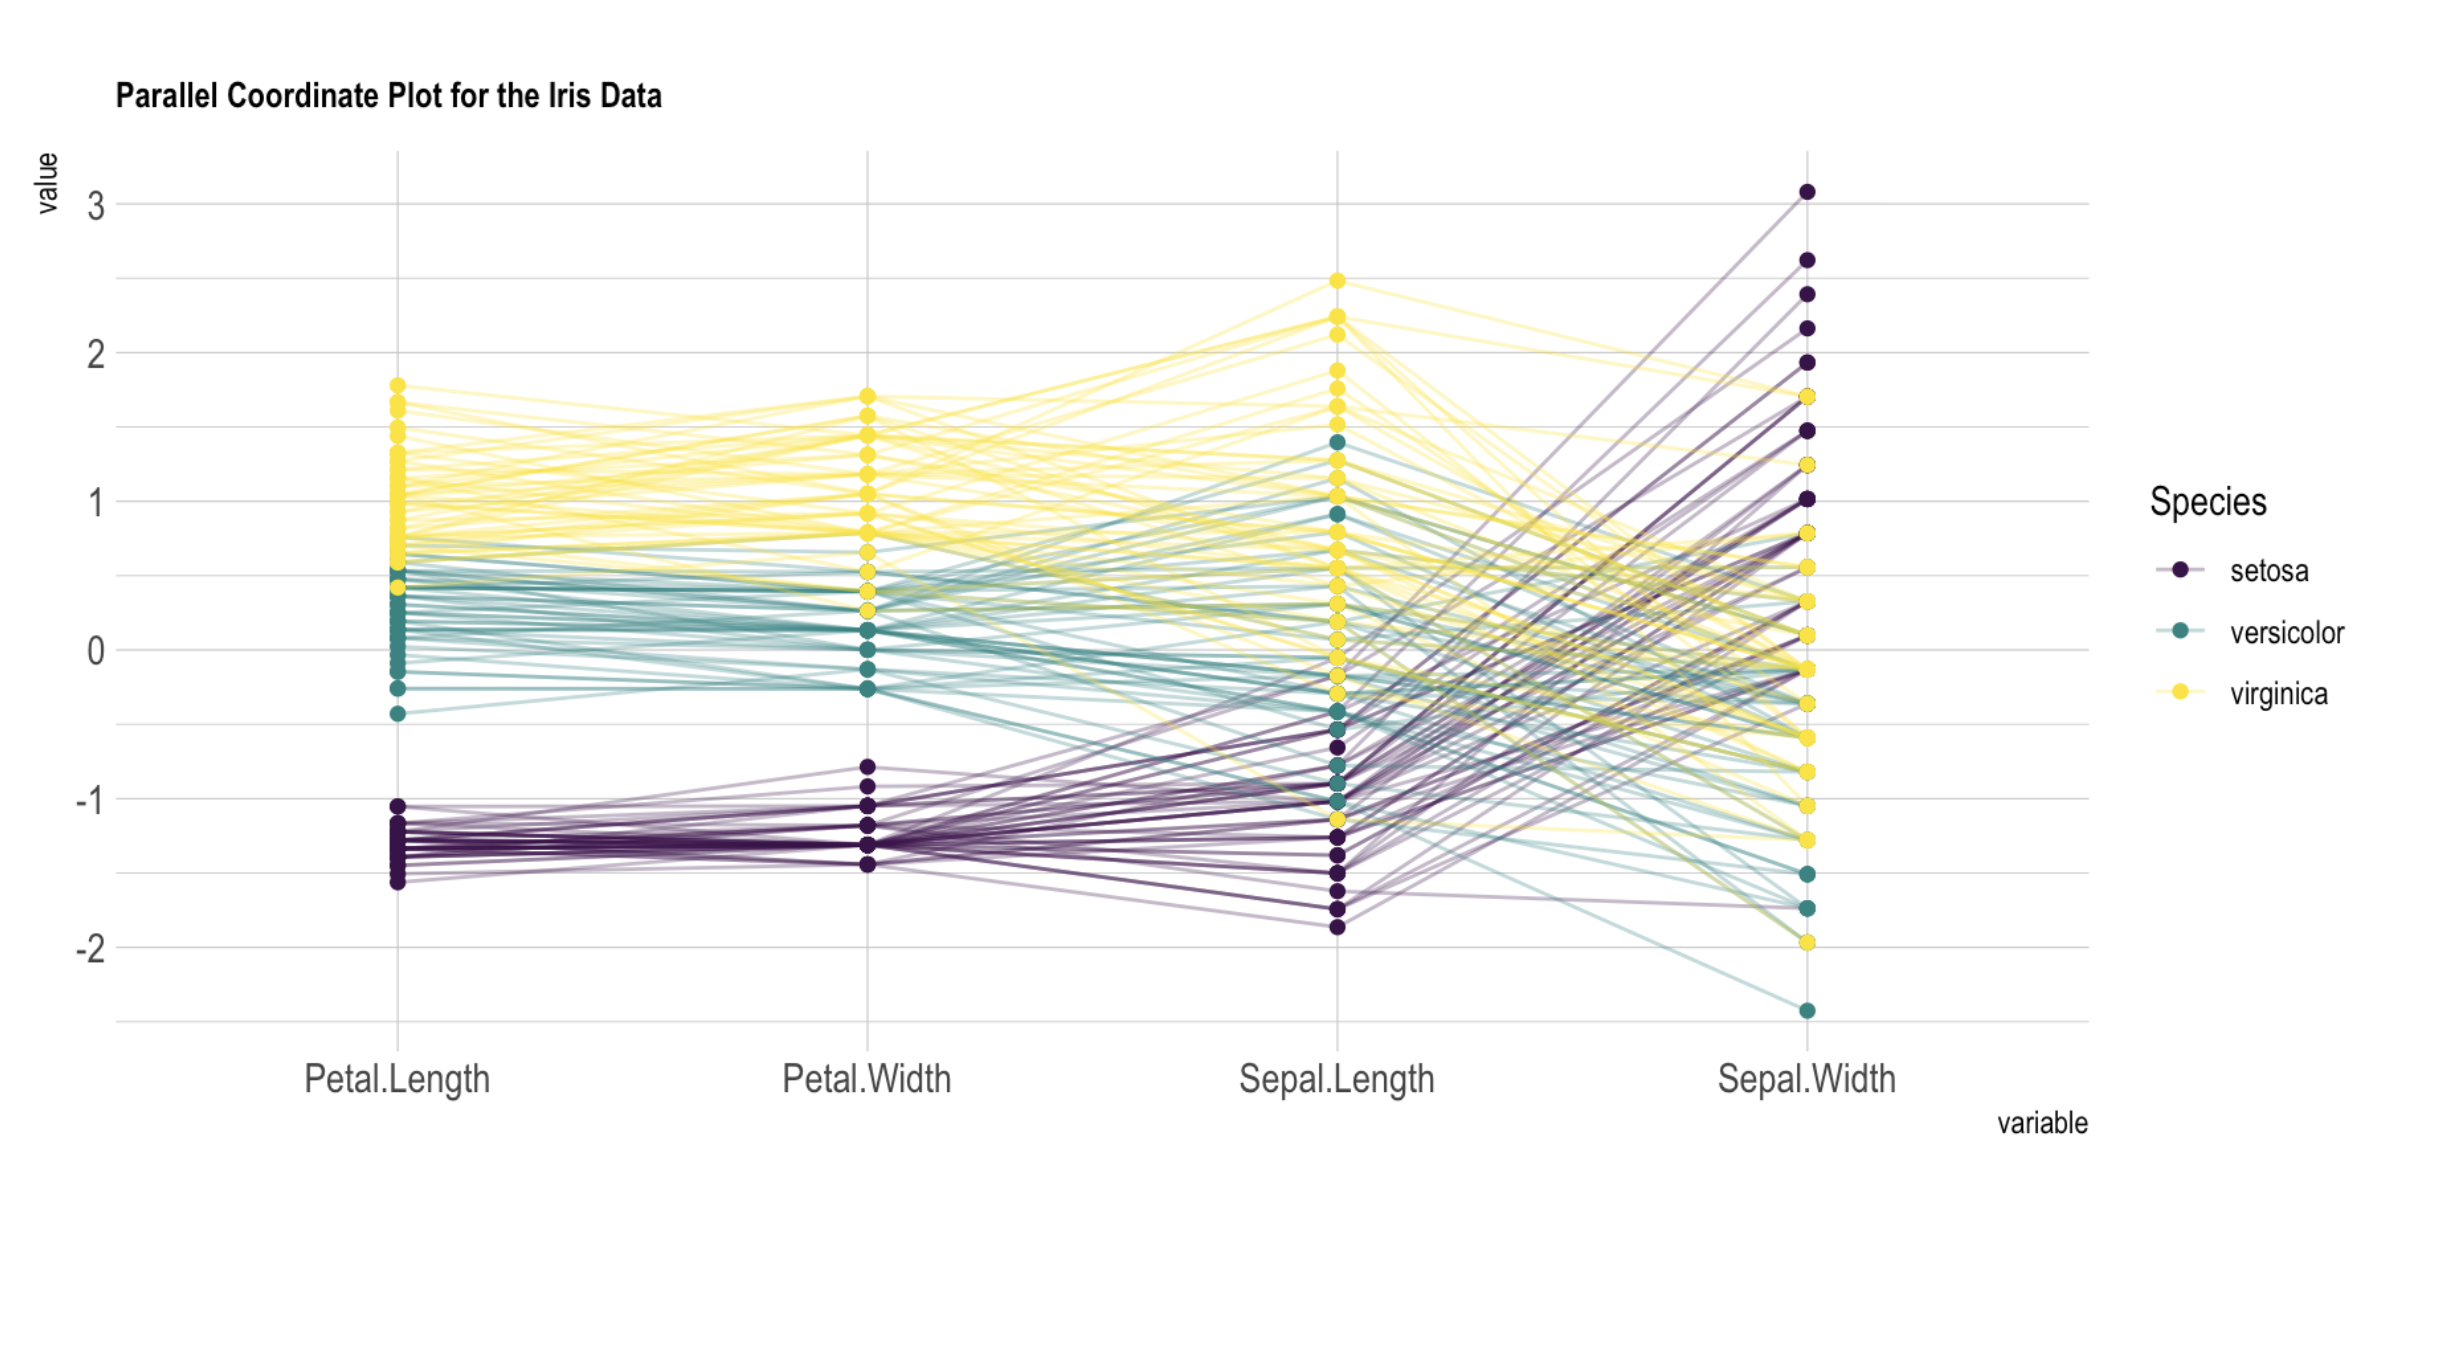 Parallel Coordinate Plot for the Iris Data
value
3
2
1
0
-1
-2
Petal.Length
Petal.Width
Sepal.Length
Sepal.Width
variable
Species
setosa
versicolor
virginica